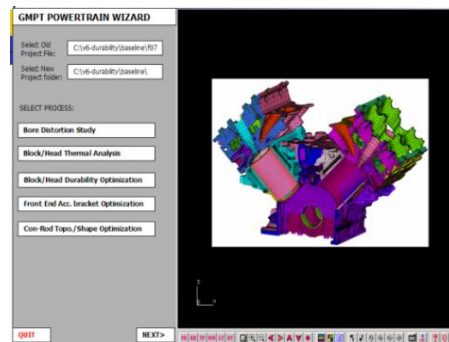 GMPT POWERTRAIN WIZARD
Select Old
Project File:
C:\v6-durability\baseline\f07
Select New
Project folder:
C:\v6-durability\baseline\
SELECT PROCESS:
Bore Distortion Study
Block/Head Thermal Analysis
Block/Head Durability Optimization
Front End Acc. bracket Optimization
Con-Rod Topo./Shape Optimization
QUIT
NEXT>